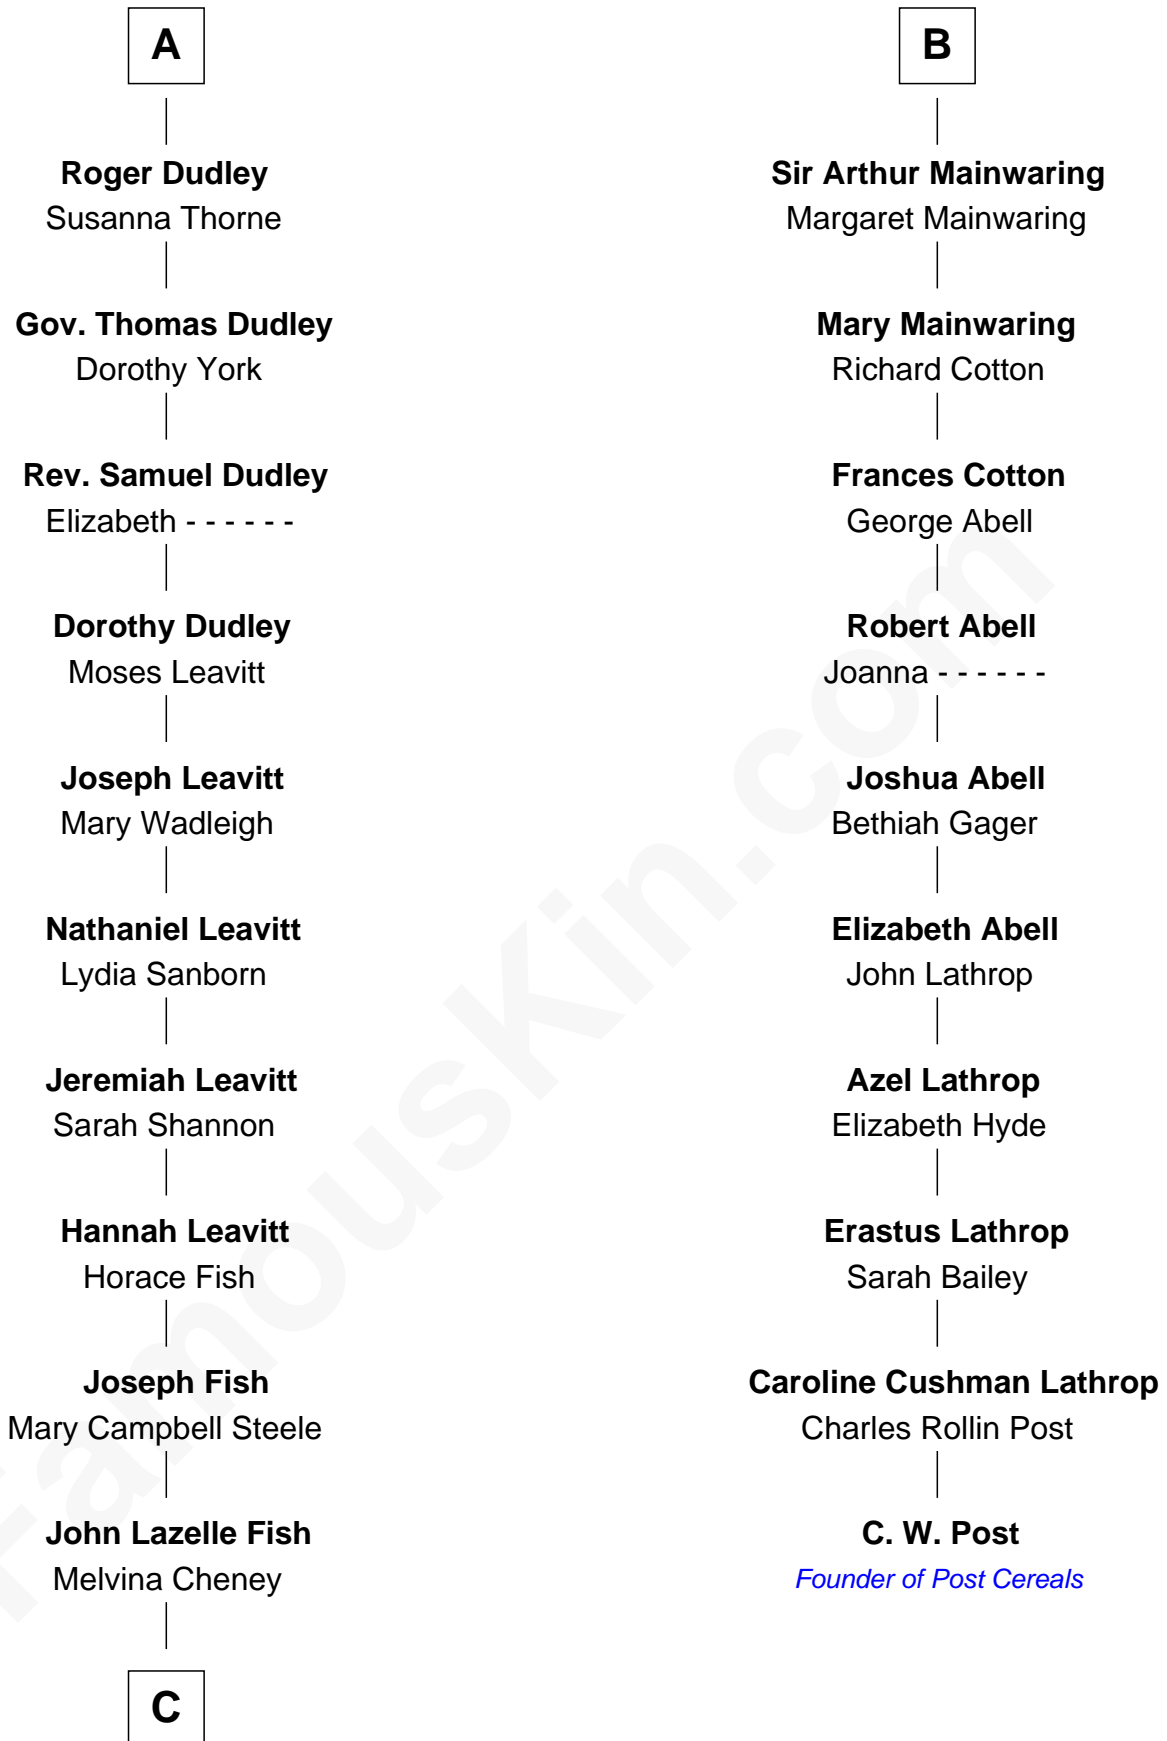 A
Roger Dudley
Susanna Thorne
Gov. Thomas Dudley
Dorothy York
Rev. Samuel Dudley
Elizabeth - - - - - -
Dorothy Dudley
Moses Leavitt
Joseph Leavitt
Mary Wadleigh
Nathaniel Leavitt
Lydia Sanborn
Jeremiah Leavitt
Sarah Shannon
Hannah Leavitt
Horace Fish
Joseph Fish
Mary Campbell Steele
John Lazelle Fish
Melvina Cheney
C
B
Sir Arthur Mainwaring
Margaret Mainwaring
Mary Mainwaring
Richard Cotton
Frances Cotton
George Abell
Robert Abell
Joanna - - - - - -
Joshua Abell
Bethiah Gager
Elizabeth Abell
John Lathrop
Azel Lathrop
Elizabeth Hyde
Erastus Lathrop
Sarah Bailey
Caroline Cushman Lathrop
Charles Rollin Post
C. W. Post
Founder of Post Cereals
FamousKin.com